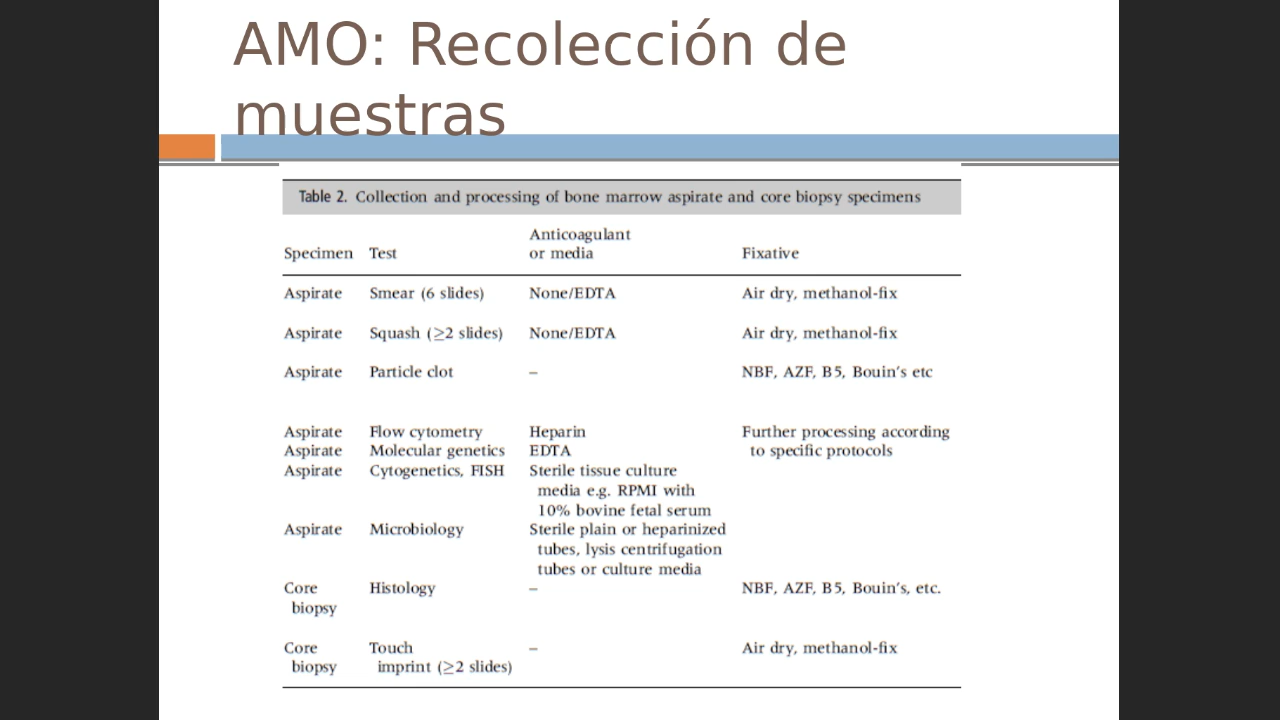 AMO: Recolección de
muestras
Table 2. Collection and processing of bone marrow aspirate and core biopsy specimens
Anticoagulant
Specimen Test or media Fixative
Aspirate Smear (6 slides) None/EDTA Air dry, methanol-fix
Aspirate Squash (≥2 slides) None/EDTA Air dry, methanol-fix
Aspirate Particle clot – NBF, AZF, B5, Bouin's etc
Aspirate Flow cytometry Heparin Further processing according
Aspirate Molecular genetics EDTA to specific protocols
Aspirate Cytogenetics, FISH Sterile tissue culture
media e.g. RPMI with
10% bovine fetal serum
Aspirate Microbiology Sterile plain or heparinized
tubes, lysis centrifugation
tubes or culture media
Core Histology – NBF, AZF, B5, Bouin's, etc.
biopsy
Core Touch – Air dry, methanol-fix
biopsy imprint (≥2 slides)